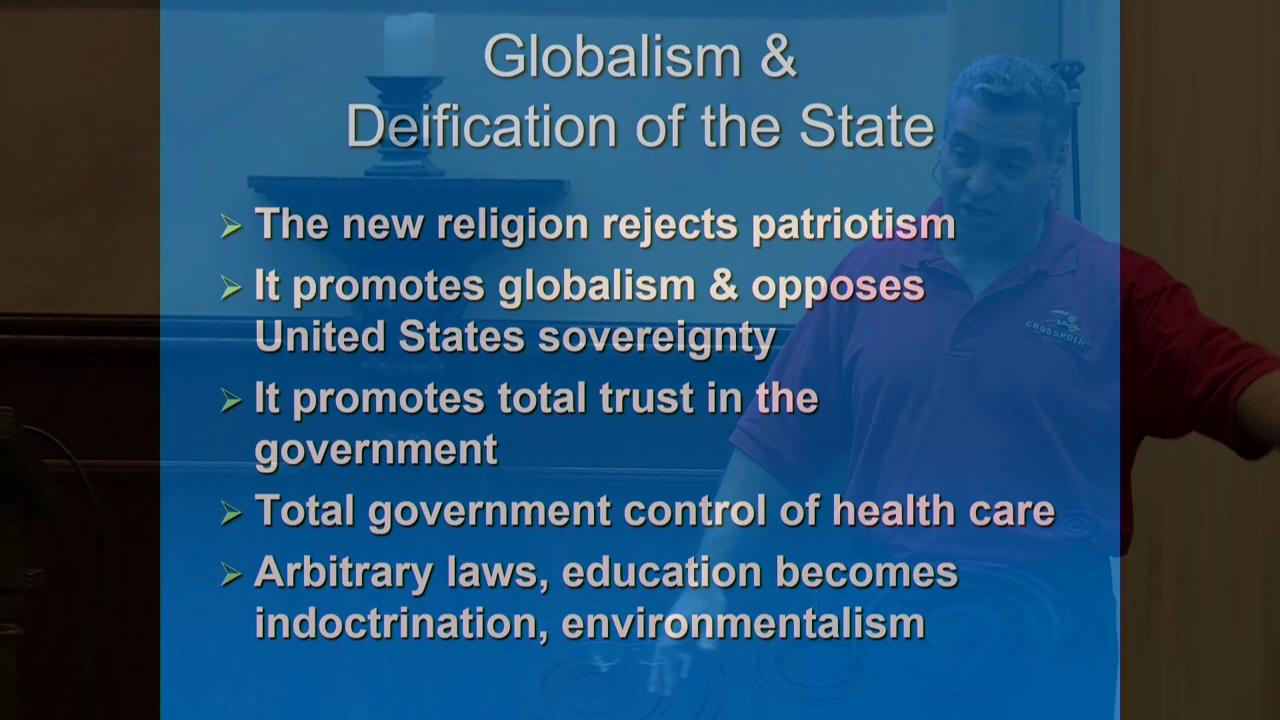 Globalism &
Deification of the State
The new religion rejects patriotism
It promotes globalism & opposes
United States sovereignty
It promotes total trust in the
government
Total government control of health care
Arbitrary laws, education becomes
indoctrination, environmentalism
CROSSPOINT